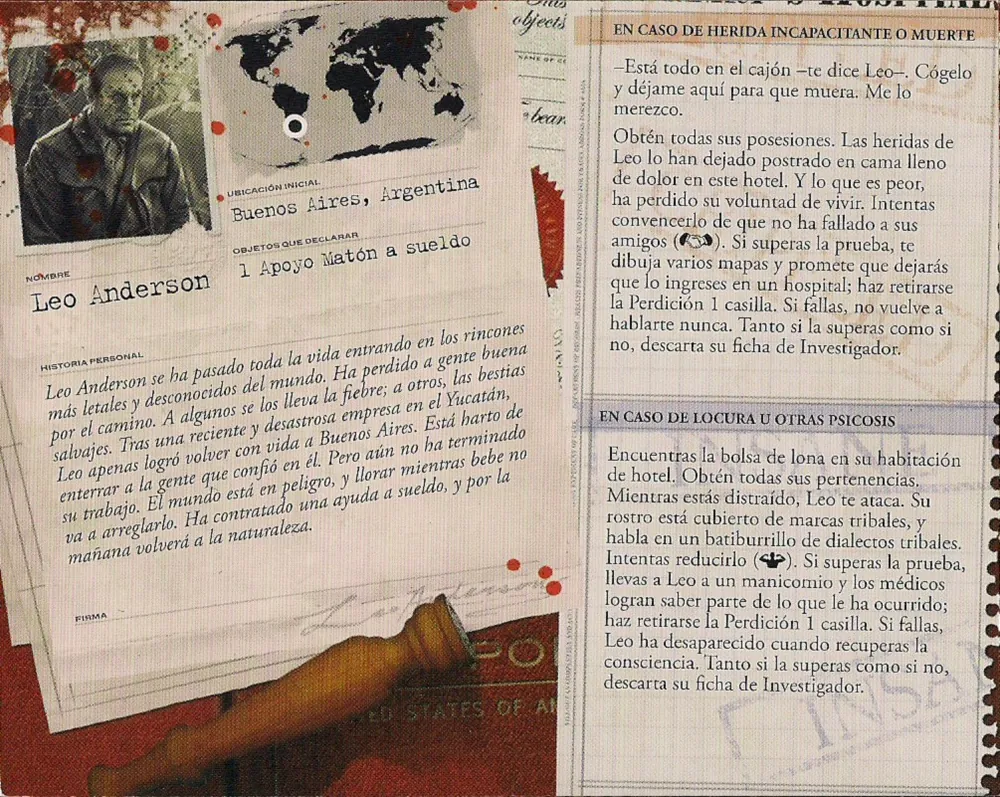 UBICACIÓN INICIAL
Buenos Aires, Argentina
OBJETOS QUE DECLARAR
1 Apoyo Matón a sueldo
NOMBRE
Leo Anderson
HISTORIA PERSONAL
Leo Anderson se ha pasado toda la vida entrando en los rincones
más letales y desconocidos del mundo. Ha perdido a gente buena
por el camino. A algunos se los lleva la fiebre; a otros, las bestias
salvajes. Tras una reciente y desastrosa empresa en el Yucatán,
Leo apenas logró volver con vida a Buenos Aires. Está harto de
enterrar a la gente que confió en él. Pero aún no ha terminado
su trabajo. El mundo está en peligro, y llorar mientras bebe no
va a arreglarlo. Ha contratado una ayuda a sueldo, y por la
mañana volverá a la naturaleza.
FIRMA
Leo Anderson
STATES OF
objects
bear
EN CASO DE HERIDA INCAPACITANTE O MUERTE
–Está todo en el cajón –te dice Leo–. Cógelo
y déjame aquí para que muera. Me lo
merezco.
Obtén todas sus posesiones. Las heridas de
Leo lo han dejado postrado en cama lleno
de dolor en este hotel. Y lo que es peor,
ha perdido su voluntad de vivir. Intentas
convencerlo de que no ha fallado a sus
amigos ( ). Si superas la prueba, te
dibuja varios mapas y promete que dejarás
que lo ingreses en un hospital; haz retirarse
la Perdición 1 casilla. Si fallas, no vuelve a
hablarte nunca. Tanto si la superas como si
no, descarta su ficha de Investigador.
EN CASO DE LOCURA U OTRAS PSICOSIS
Encuentras la bolsa de lona en su habitación
de hotel. Obtén todas sus pertenencias.
Mientras estás distraído, Leo te ataca. Su
rostro está cubierto de marcas tribales, y
habla en un batiburrillo de dialectos tribales.
Intentas reducirlo ( ). Si superas la prueba,
llevas a Leo a un manicomio y los médicos
logran saber parte de lo que le ha ocurrido;
haz retirarse la Perdición 1 casilla. Si fallas,
Leo ha desaparecido cuando recuperas la
consciencia. Tanto si la superas como si no,
descarta su ficha de Investigador.